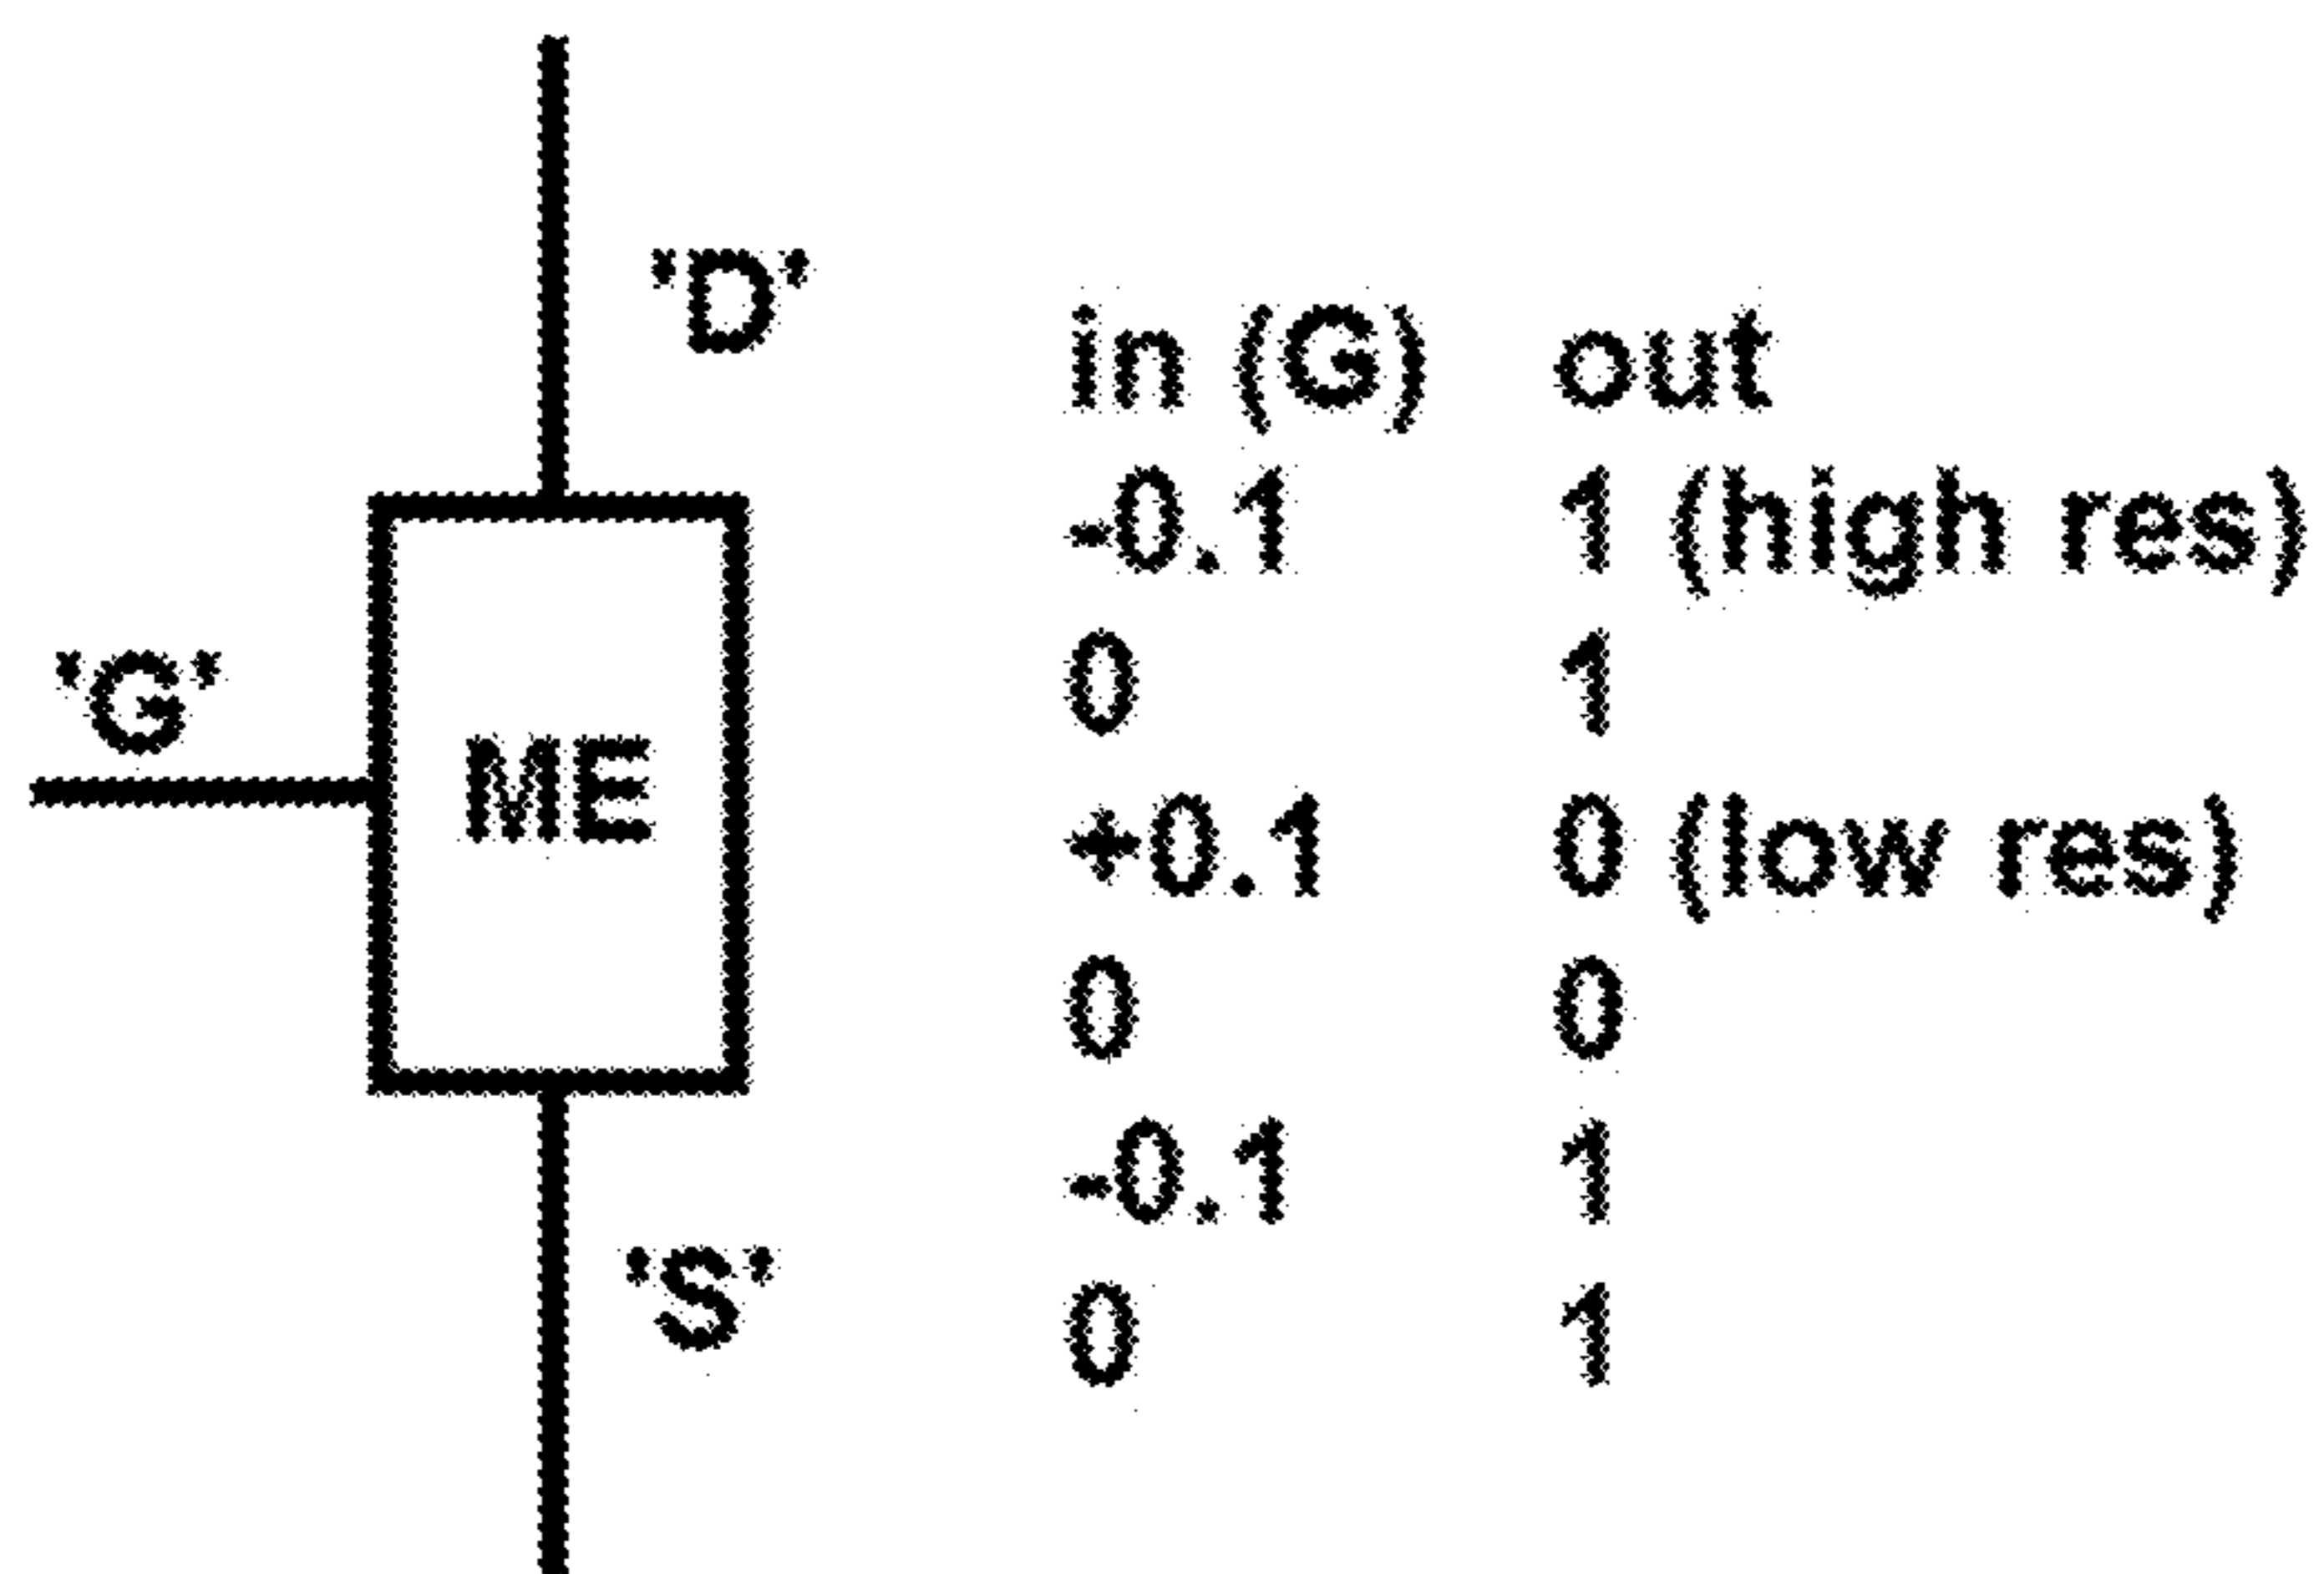 'D'
'G'
ME
'S'
in (G) out
-0.1 1 (high res)
0 1
+0.1 0 (low res)
0 0
-0.1 1
0 1